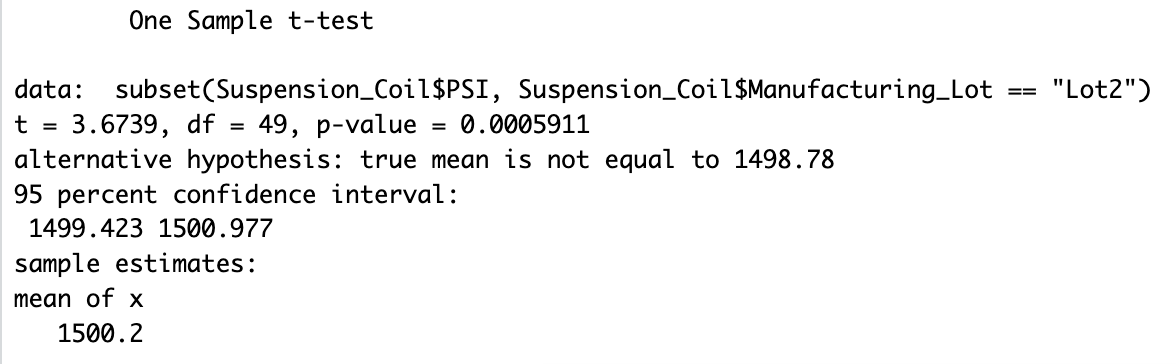 One Sample t-test
data: subset(Suspension_Coil$PSI, Suspension_Coil$Manufacturing_Lot == "Lot2")
t = 3.6739, df = 49, p-value = 0.0005911
alternative hypothesis: true mean is not equal to 1498.78
95 percent confidence interval:
1499.423 1500.977
sample estimates:
mean of x
1500.2